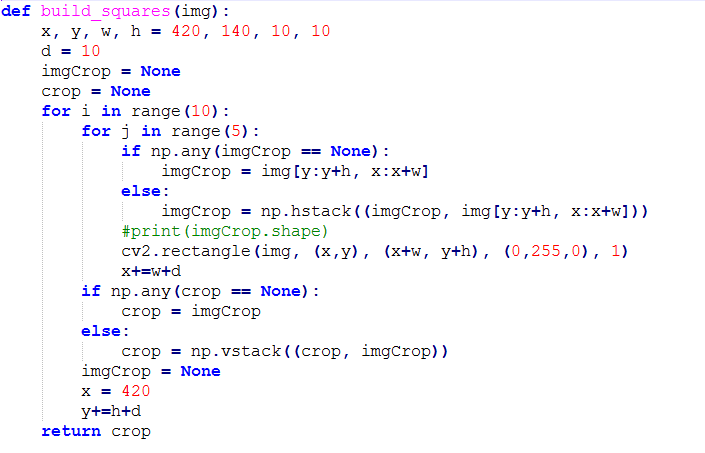 def build_squares(img):
    x, y, w, h = 420, 140, 10, 10
    d = 10
    imgCrop = None
    crop = None
    for i in range(10):
        for j in range(5):
            if np.any(imgCrop == None):
                imgCrop = img[y:y+h, x:x+w]
            else:
                imgCrop = np.hstack((imgCrop, img[y:y+h, x:x+w]))
            #print(imgCrop.shape)
            cv2.rectangle(img, (x,y), (x+w, y+h), (0,255,0), 1)
            x+=w+d
        if np.any(crop == None):
            crop = imgCrop
        else:
            crop = np.vstack((crop, imgCrop))
        imgCrop = None
        x = 420
        y+=h+d
    return crop